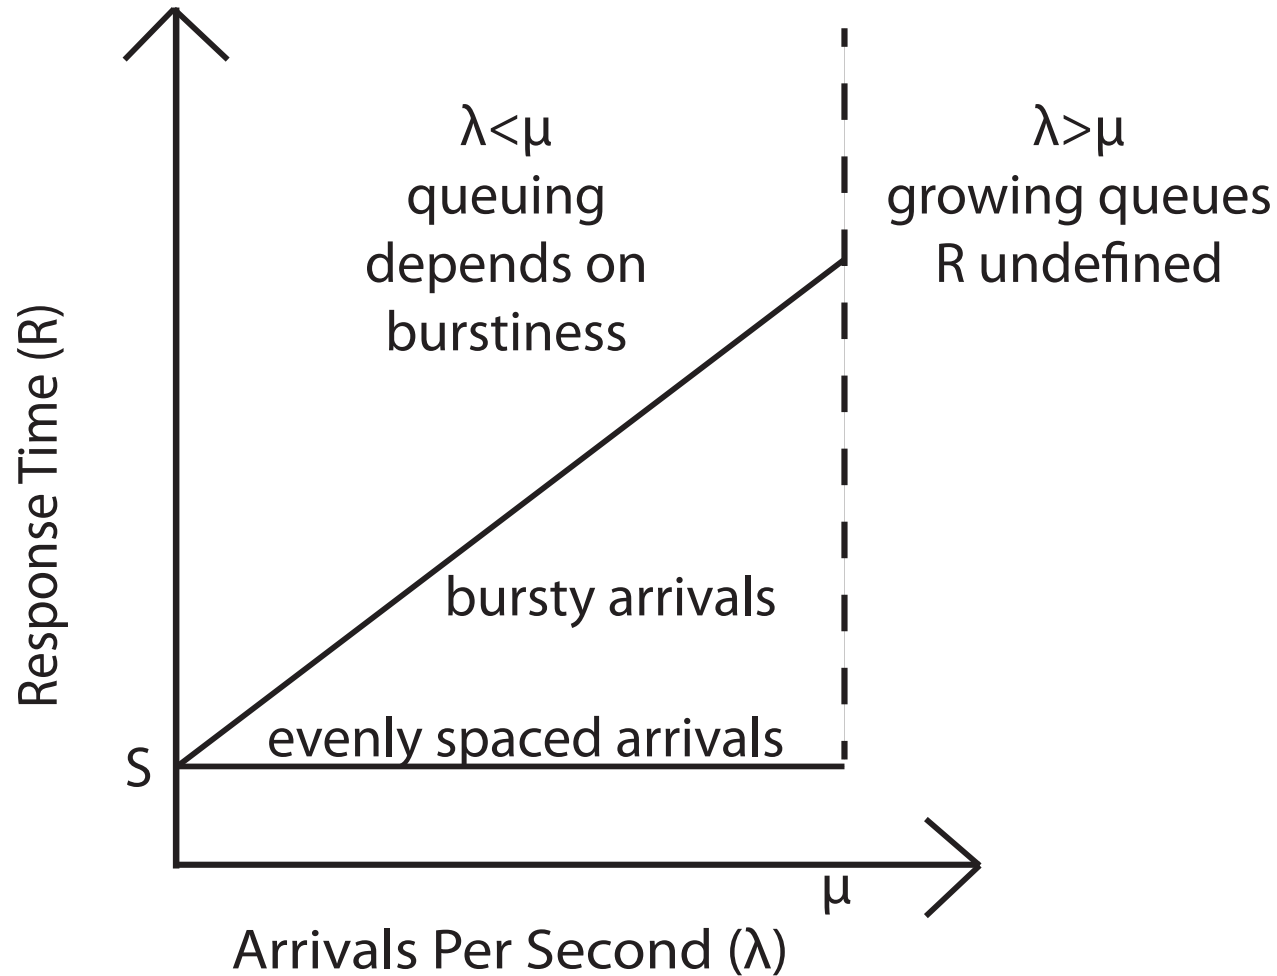 λ<μ
queuing
depends on
burstiness
λ>μ
growing queues
R undefined
Response Time (R)
bursty arrivals
evenly spaced arrivals
S
μ
Arrivals Per Second (λ)